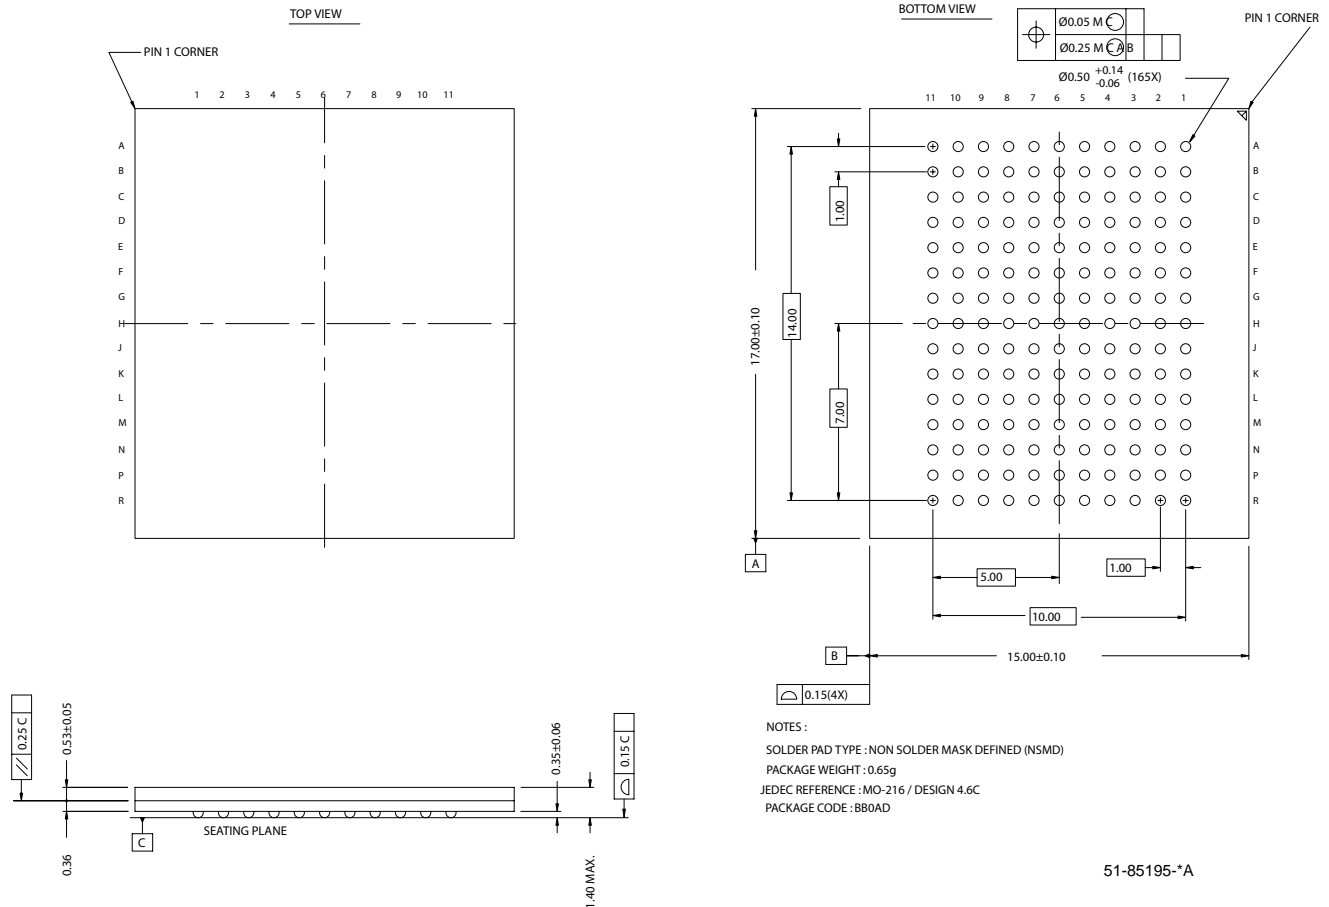 TOP VIEW
PIN 1 CORNER
1 2 3 4 5 6 7 8 9 10 11
A
B
C
D
E
F
G
H
J
K
L
M
N
P
R
BOTTOM VIEW
PIN 1 CORNER
Ø0.05 M C
Ø0.25 M C A B
Ø0.50 +0.14 -0.06 (165X)
11 10 9 8 7 6 5 4 3 2 1
A
B
C
D
E
F
G
H
J
K
L
M
N
P
R
1.00
14.00
17.00±0.10
7.00
A
5.00
1.00
10.00
B
15.00±0.10
0.15(4X)
0.25 C
0.53±0.05
0.35±0.06
0.15 C
SEATING PLANE
C
0.36
1.40 MAX.
NOTES :
SOLDER PAD TYPE : NON SOLDER MASK DEFINED (NSMD)
PACKAGE WEIGHT : 0.65g
JEDEC REFERENCE : MO-216 / DESIGN 4.6C
PACKAGE CODE : BB0AD
51-85195-*A